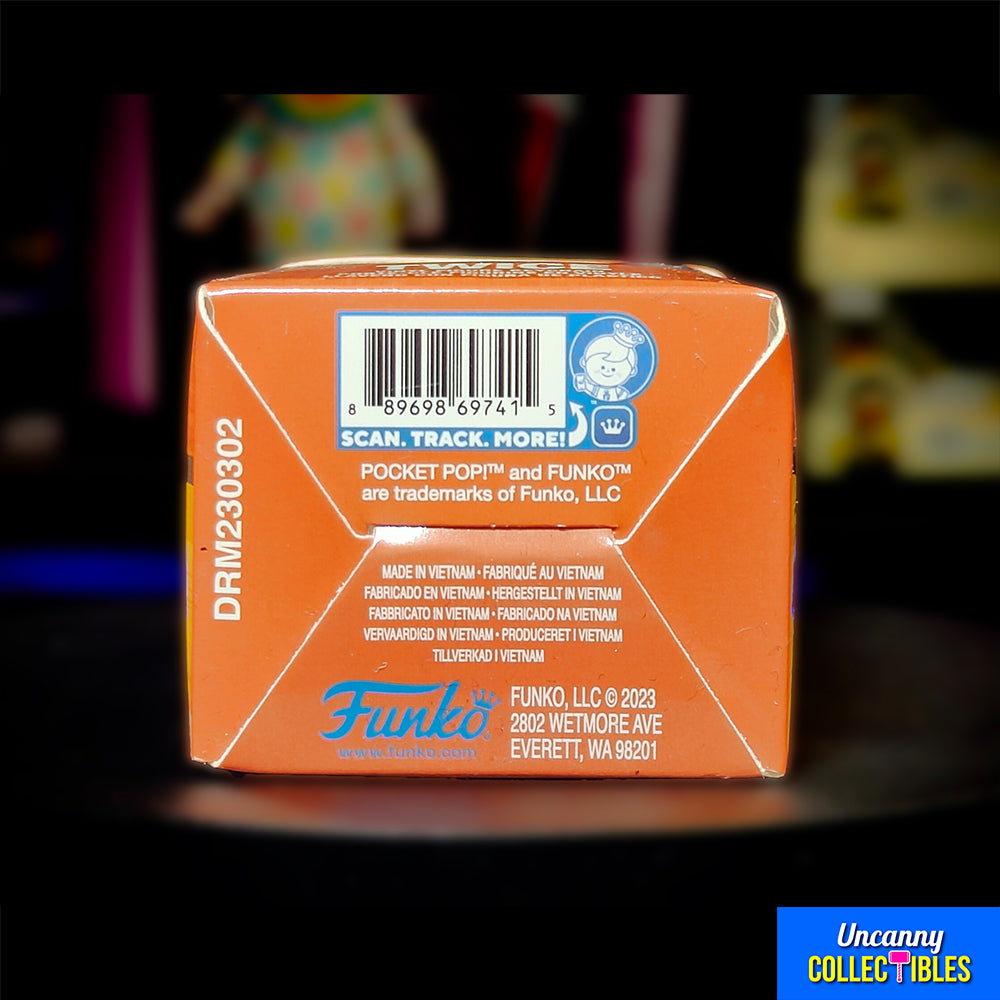 TWICE
8 89698 69741 5
SCAN. TRACK. MORE!
™
POCKET POP!™ and FUNKO™
are trademarks of Funko, LLC
DRM230302
MADE IN VIETNAM • FABRIQUÉ AU VIETNAM
FABRICADO EN VIETNAM • HERGESTELLT IN VIETNAM
FABBRICATO IN VIETNAM • FABRICADO NA VIETNAM
VERVAARDIGD IN VIETNAM • PRODUCERET I VIETNAM
TILLVERKAD I VIETNAM
Funko
www.funko.com
FUNKO, LLC © 2023
2802 WETMORE AVE
EVERETT, WA 98201
Uncanny
COLLECTIBLES